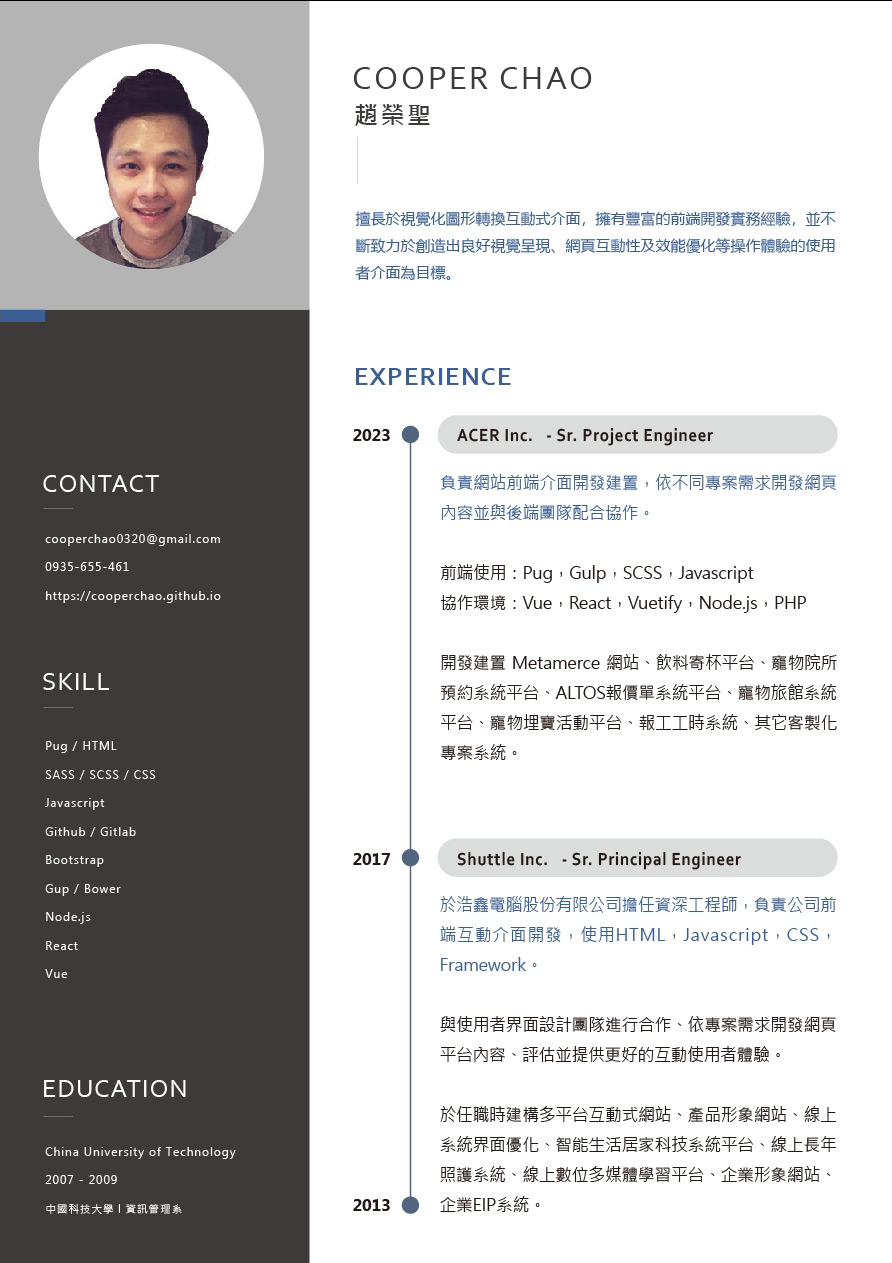 COOPER CHAO
趙榮聖
擅長於視覺化圖形轉換互動式介面，擁有豐富的前端開發實務經驗，並不
斷致力於創造出良好視覺呈現、網頁互動性及效能優化等操作體驗的使用
者介面為目標。
CONTACT
cooperchao0320@gmail.com
0935-655-461
https://cooperchao.github.io
SKILL
Pug / HTML
SASS / SCSS / CSS
Javascript
Github / Gitlab
Bootstrap
Gup / Bower
Node.js
React
Vue
EDUCATION
China University of Technology
2007 - 2009
中國科技大學 | 資訊管理系
EXPERIENCE
2023 ACER Inc. - Sr. Project Engineer
負責網站前端介面開發建置，依不同專案需求開發網頁
內容並與後端團隊配合協作。
前端使用：Pug，Gulp，SCSS，Javascript
協作環境：Vue，React，Vuetify，Node.js，PHP
開發建置 Metamerce 網站、飲料寄杯平台、寵物院所
預約系統平台、ALTOS報價單系統平台、寵物旅館系統
平台、寵物埋寶活動平台、報工工時系統、其它客製化
專案系統。
2017 Shuttle Inc. - Sr. Principal Engineer
於浩鑫電腦股份有限公司擔任資深工程師，負責公司前
端互動介面開發，使用HTML，Javascript，CSS，
Framework。
與使用者界面設計團隊進行合作、依專案需求開發網頁
平台內容、評估並提供更好的互動使用者體驗。
於任職時建構多平台互動式網站、產品形象網站、線上
系統界面優化、智能生活居家科技系統平台、線上長年
照護系統、線上數位多媒體學習平台、企業形象網站、
2013 企業EIP系統。